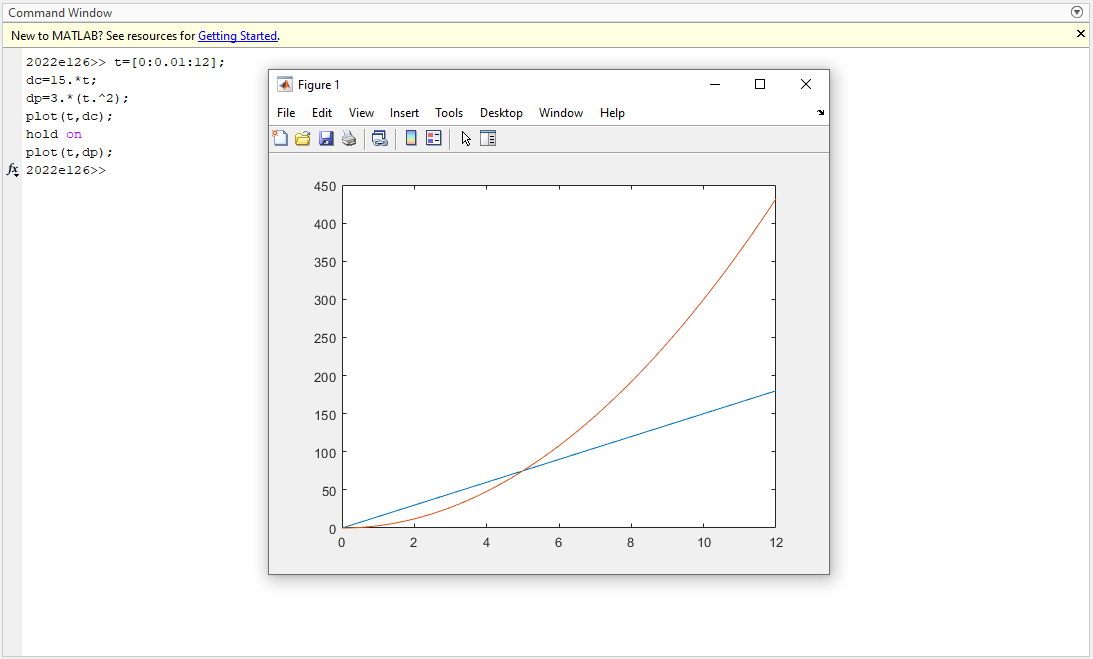 Command Window
New to MATLAB? See resources for Getting Started.
2022e126>> t=[0:0.01:12];
dc=15.*t;
dp=3.*(t.^2);
plot(t,dc);
hold on
plot(t,dp);
fx 2022e126>>
Figure 1
File Edit View Insert Tools Desktop Window Help
450
400
350
300
250
200
150
100
50
0
0 2 4 6 8 10 12